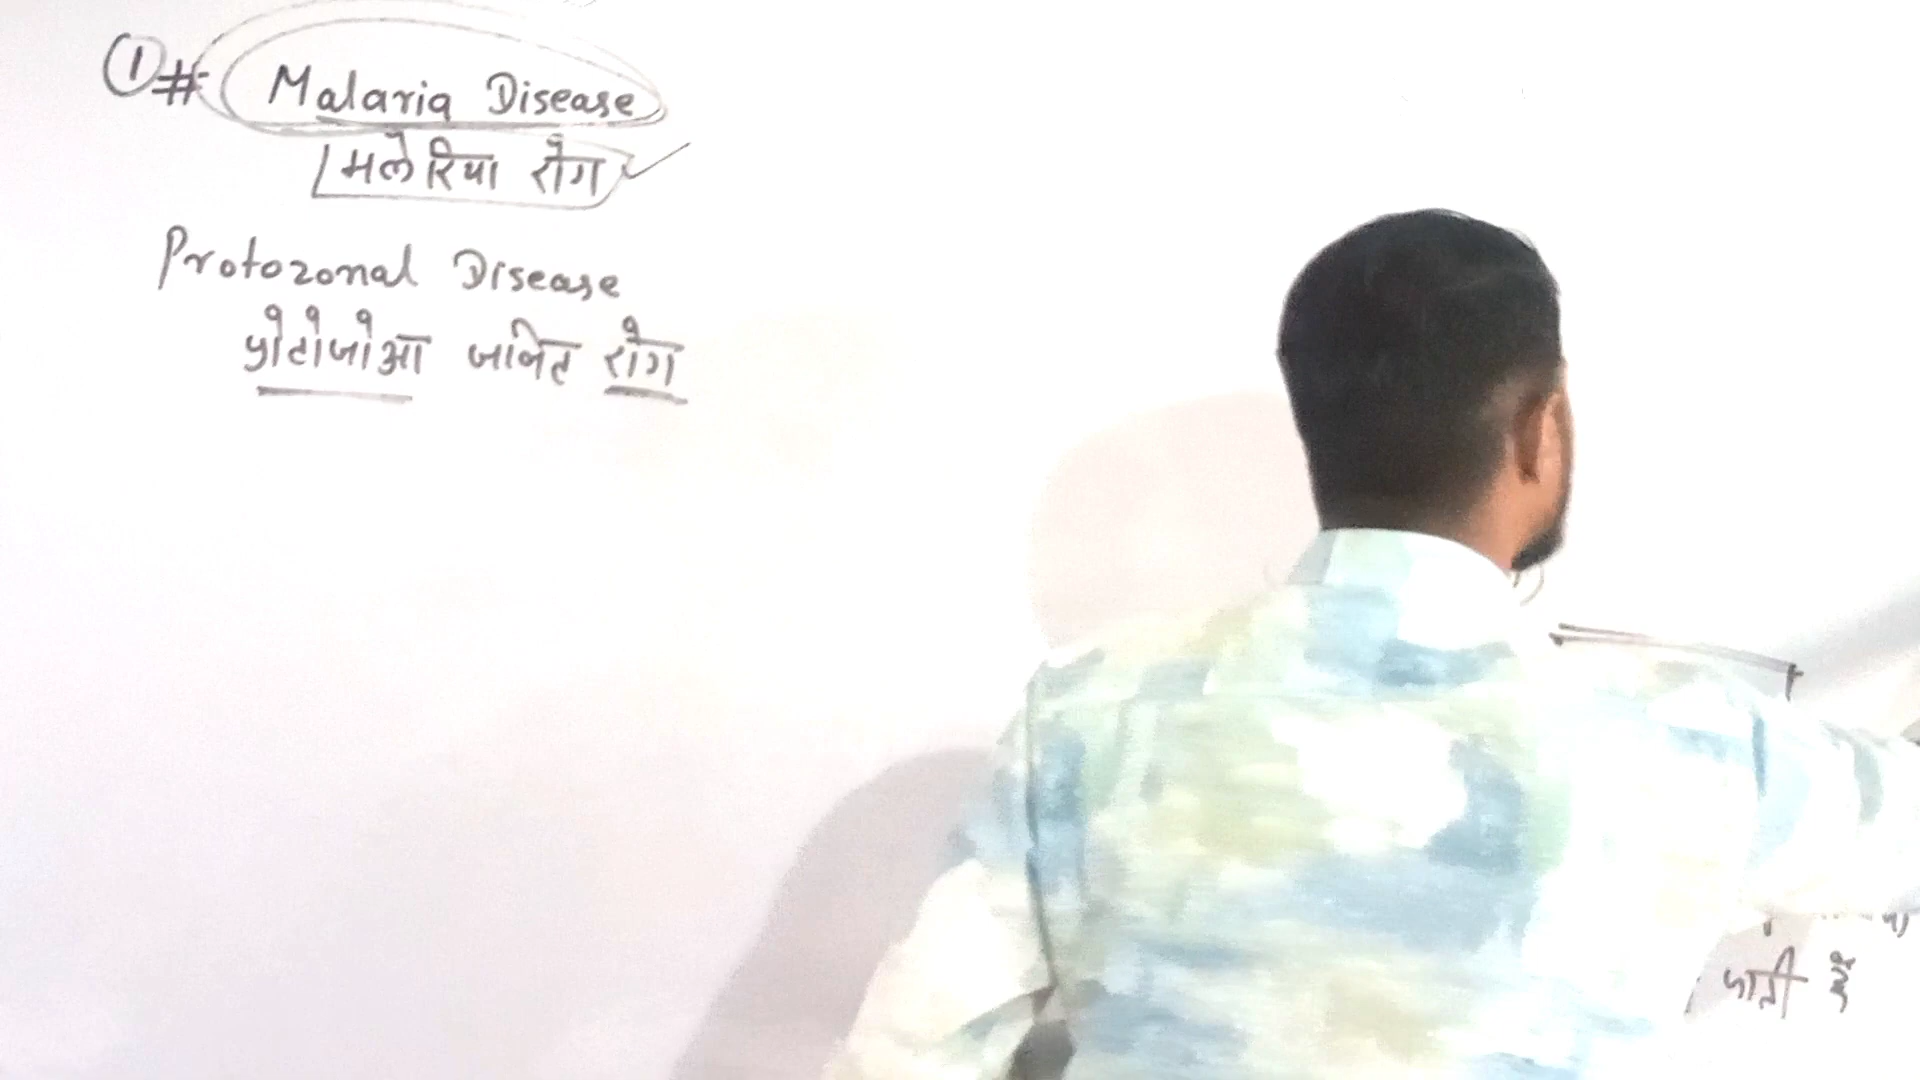 ① # Malaria Disease
मलेरिया रोग
Protozonal Disease
प्रोटोजोआ जनित रोग
जाती है